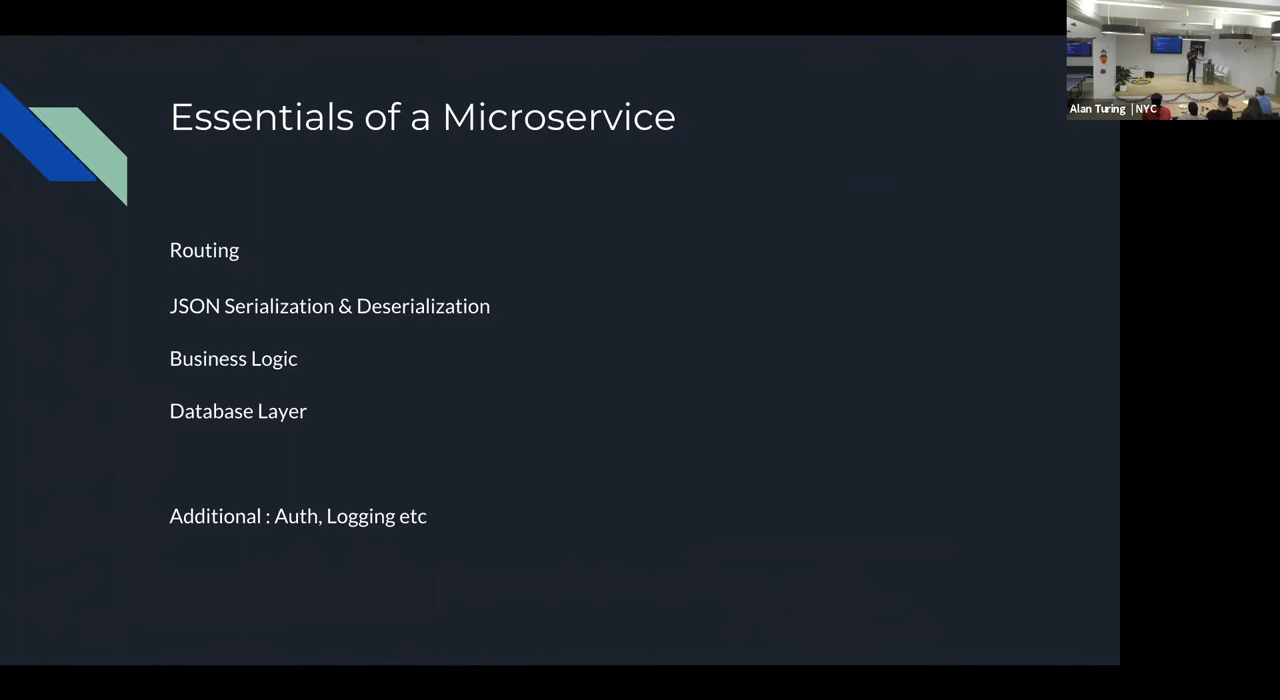 Essentials of a Microservice
Routing
JSON Serialization & Deserialization
Business Logic
Database Layer
Additional : Auth, Logging etc
Alan Turing | NYC